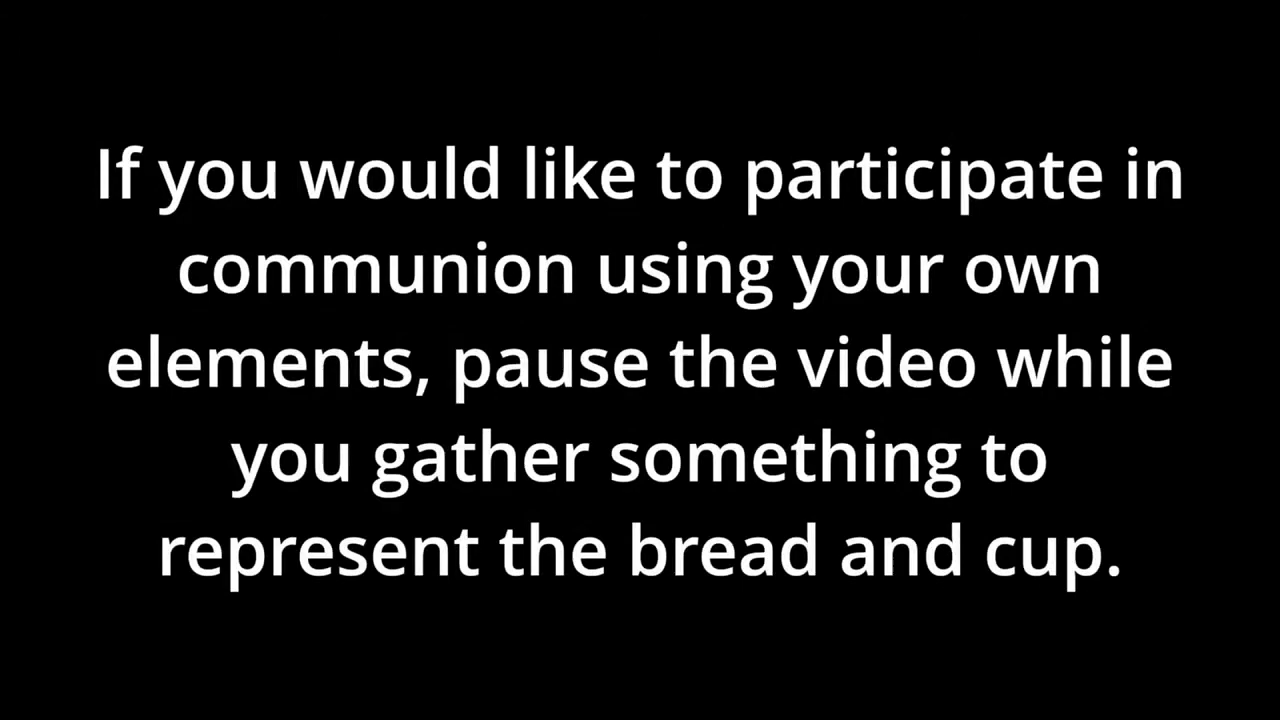 If you would like to participate in
communion using your own
elements, pause the video while
you gather something to
represent the bread and cup.